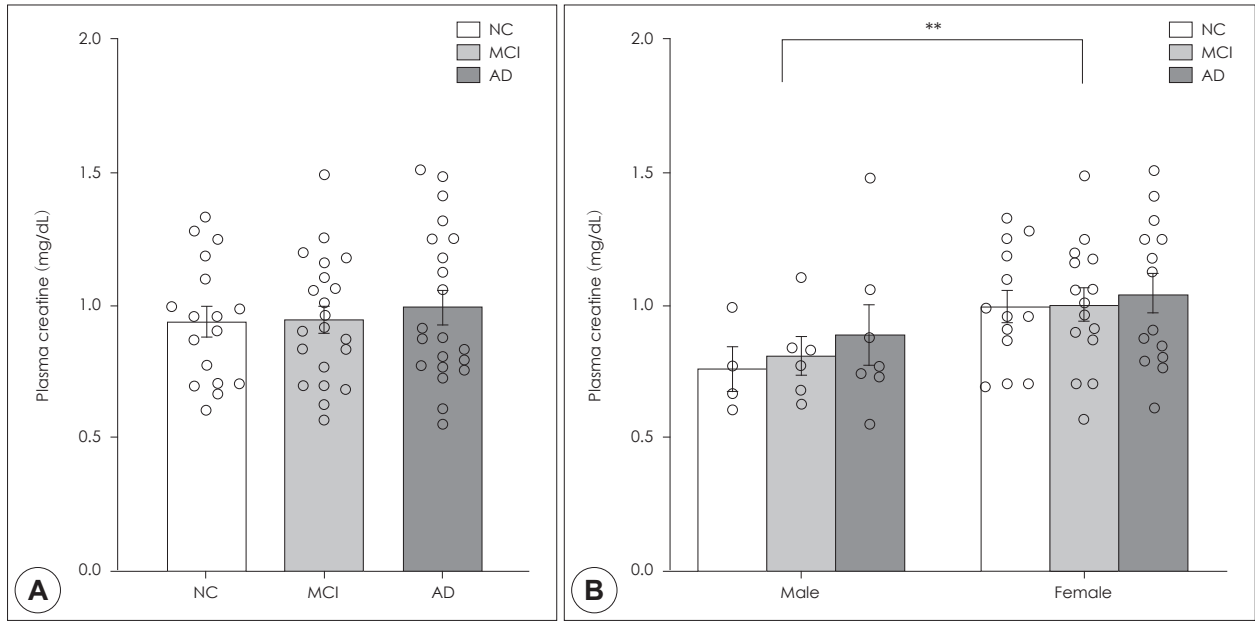 NC
MCI
AD
2.0
1.5
1.0
0.5
0.0
Plasma creatine (mg/dL)
NC MCI AD
A
NC
MCI
AD
**
2.0
1.5
1.0
0.5
0.0
Plasma creatine (mg/dL)
Male Female
B